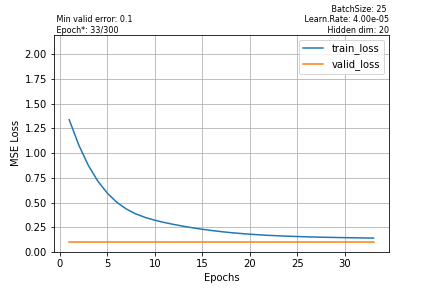 BatchSize: 25
Min valid error: 0.1
Learn.Rate: 4.00e-05
Epoch*: 33/300
Hidden dim: 20
train_loss
valid_loss
2.00
1.75
1.50
1.25
1.00
0.75
0.50
0.25
0.00
MSE Loss
0
5
10
15
20
25
30
Epochs